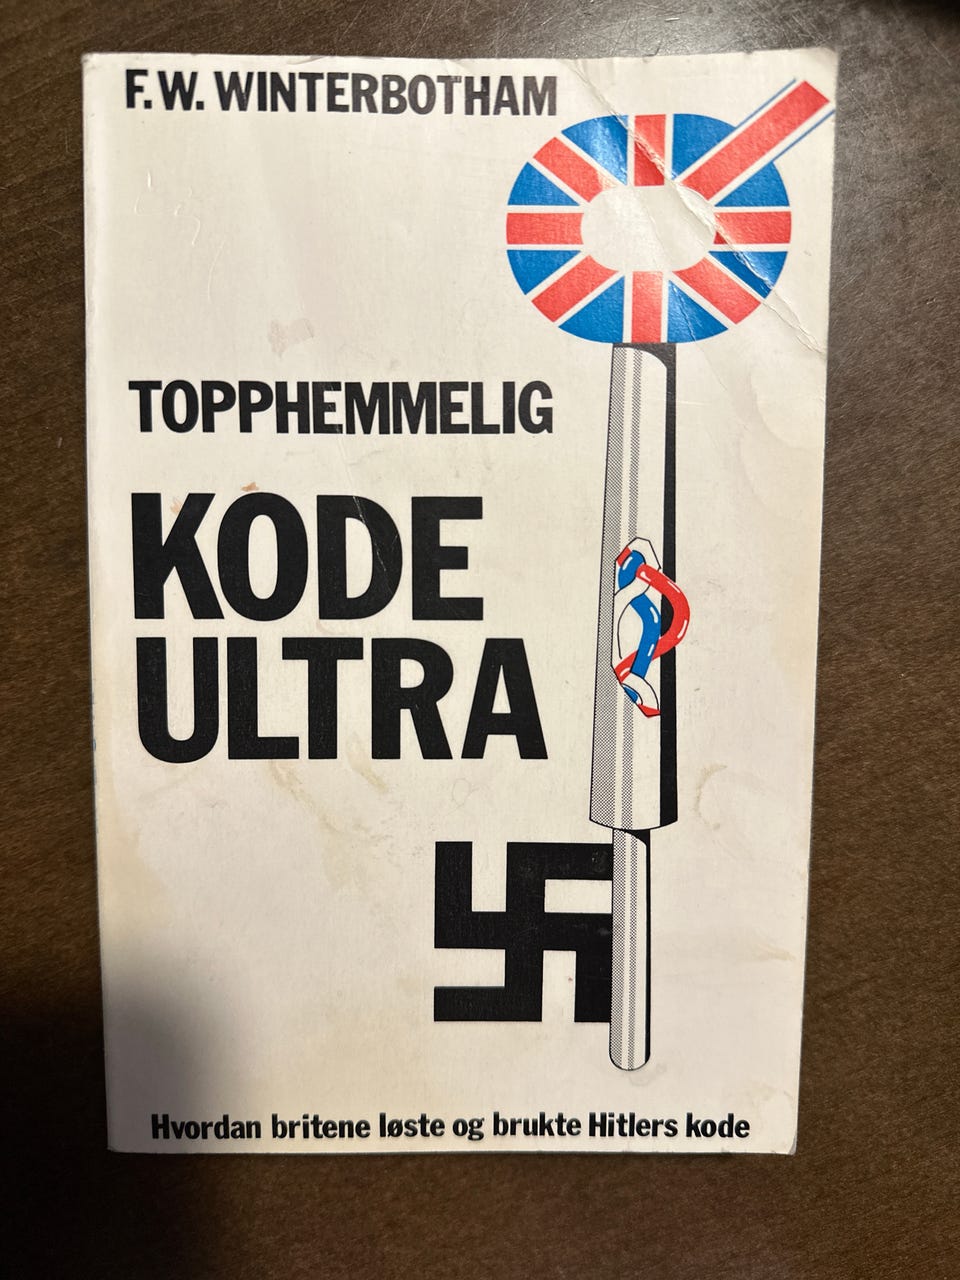 F.W. WINTERBOTHAM
TOPPHEMMELIG
KODE
ULTRA
Hvordan britene løste og brukte Hitlers kode